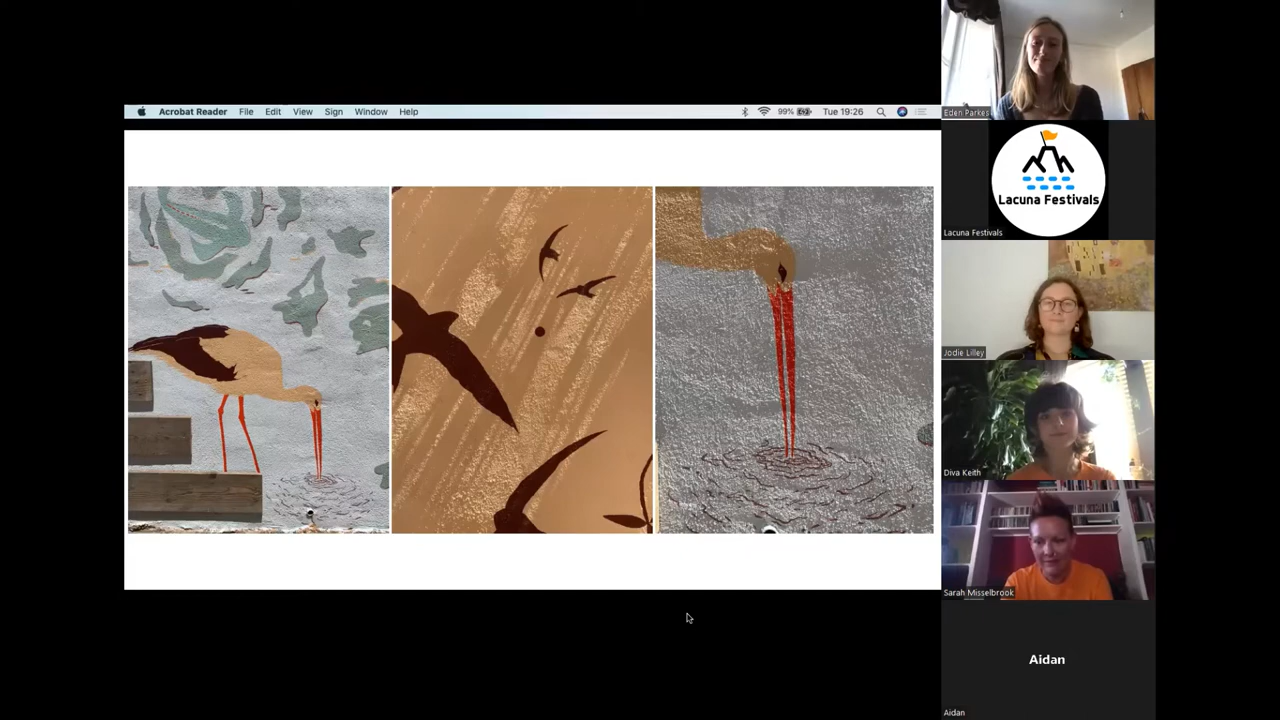 Acrobat Reader File Edit View Sign Window Help 99% Tue 19:26
Eden Parkes
Lacuna Festivals
Lacuna Festivals
Jodie Lilley
Diva Keith
Sarah Misselbrook
Aidan
Aidan